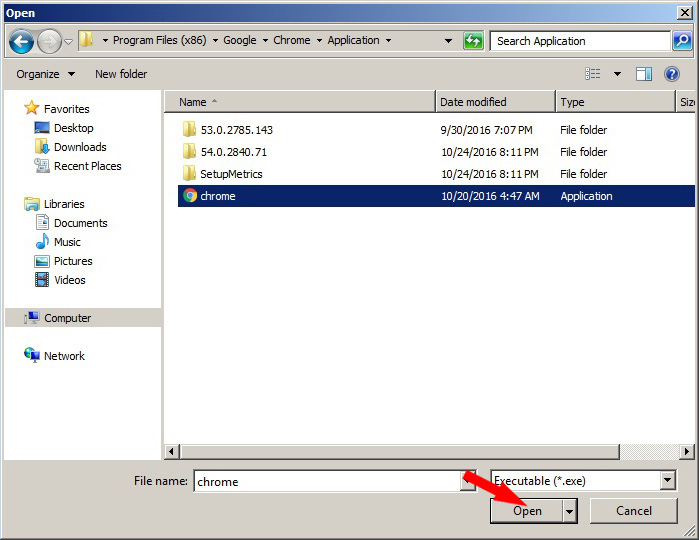 Open
Program Files (x86) Google Chrome Application Search Application
Organize New folder
Name Date modified Type Siz
Favorites
Desktop
Downloads
Recent Places
Libraries
Documents
Music
Pictures
Videos
Computer
Network
53.0.2785.143 9/30/2016 7:07 PM File folder
54.0.2840.71 10/24/2016 8:11 PM File folder
SetupMetrics 10/24/2016 8:11 PM File folder
chrome 10/20/2016 4:47 AM Application
File name: chrome Executable (*.exe)
Open Cancel